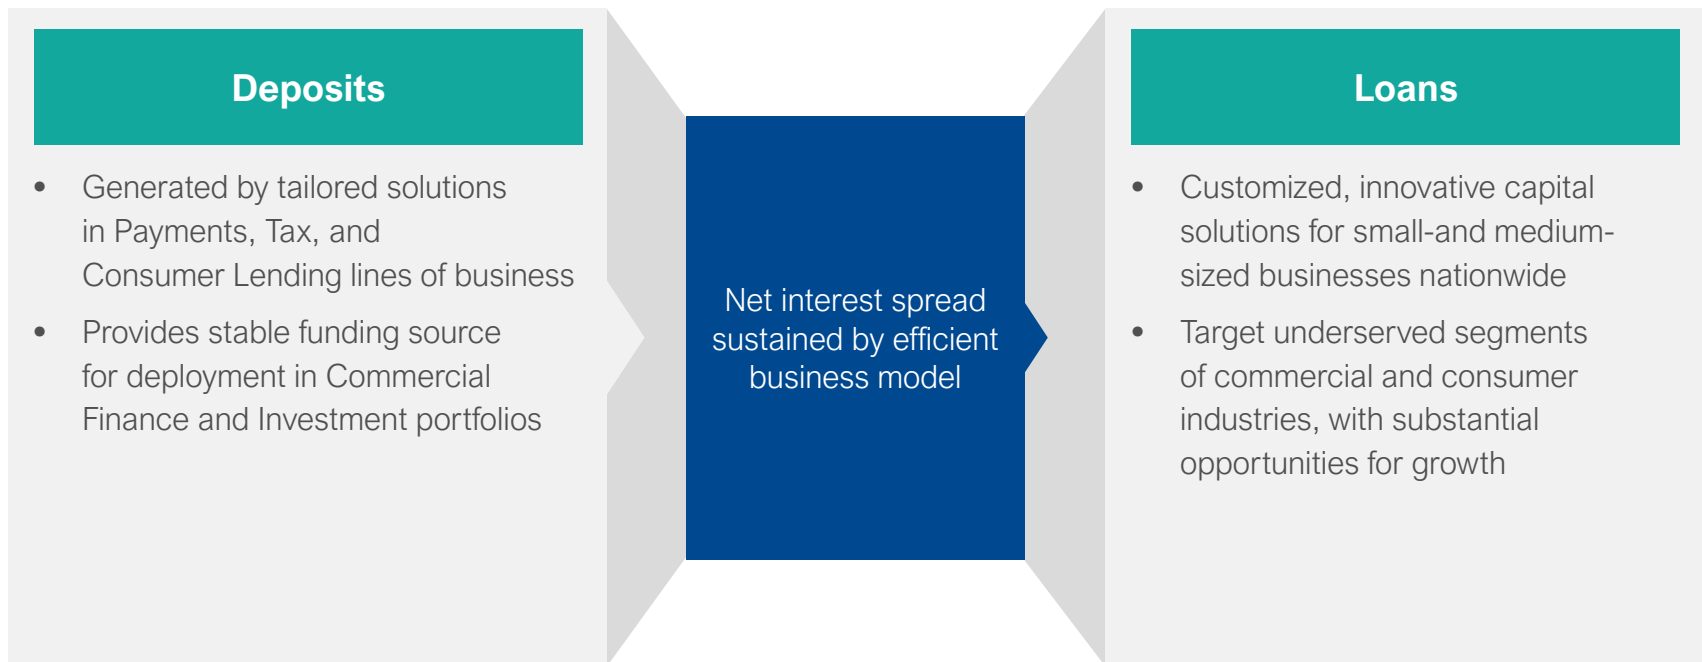 Deposits
• Generated by tailored solutions
in Payments, Tax, and
Consumer Lending lines of business
• Provides stable funding source
for deployment in Commercial
Finance and Investment portfolios
Net interest spread
sustained by efficient
business model
Loans
• Customized, innovative capital
solutions for small-and medium-
sized businesses nationwide
• Target underserved segments
of commercial and consumer
industries, with substantial
opportunities for growth